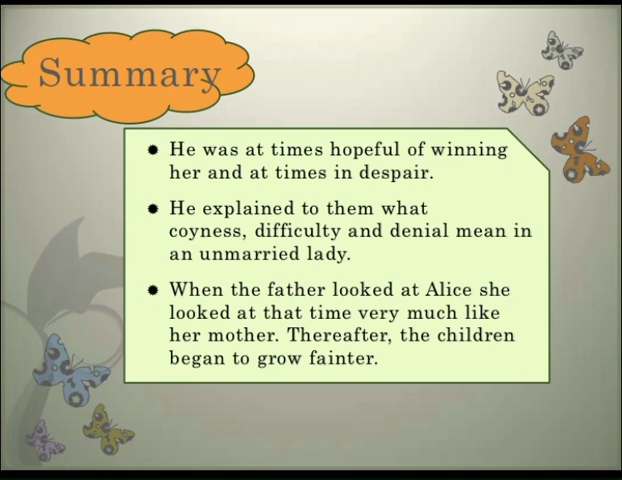 Summary
He was at times hopeful of winning
her and at times in despair.
He explained to them what
coyness, difficulty and denial mean in
an unmarried lady.
When the father looked at Alice she
looked at that time very much like
her mother. Thereafter, the children
began to grow fainter.